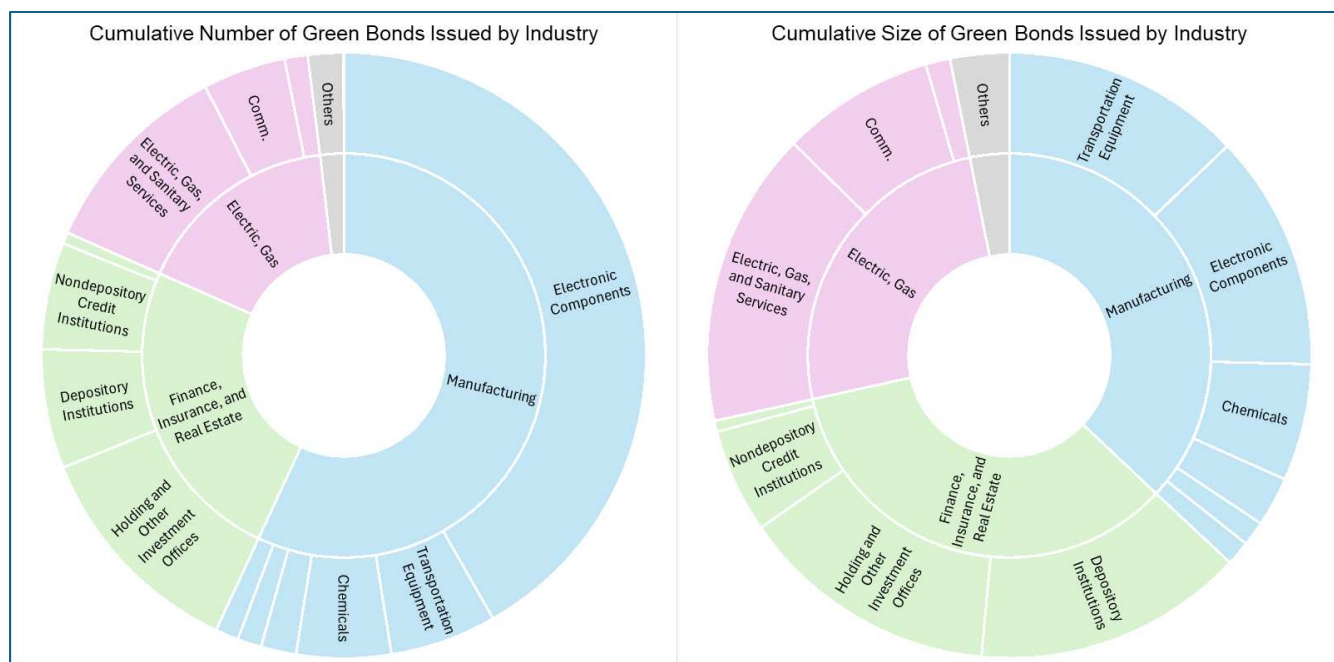 Cumulative Number of Green Bonds Issued by Industry
Others
Comm.
Electric, Gas,
and Sanitary
Services
Electric, Gas
Nondepository
Credit
Institutions
Depository
Institutions
Finance,
Insurance, and
Real Estate
Holding and
Other
Investment
Offices
Chemicals
Transportation
Equipment
Manufacturing
Electronic
Components
Cumulative Size of Green Bonds Issued by Industry
Others
Transportation
Equipment
Comm.
Electronic
Components
Electric, Gas,
and Sanitary
Services
Electric, Gas
Manufacturing
Chemicals
Nondepository
Credit
Institutions
Finance,
Insurance, and
Real Estate
Holding and
Other
Investment
Offices
Depository
Institutions